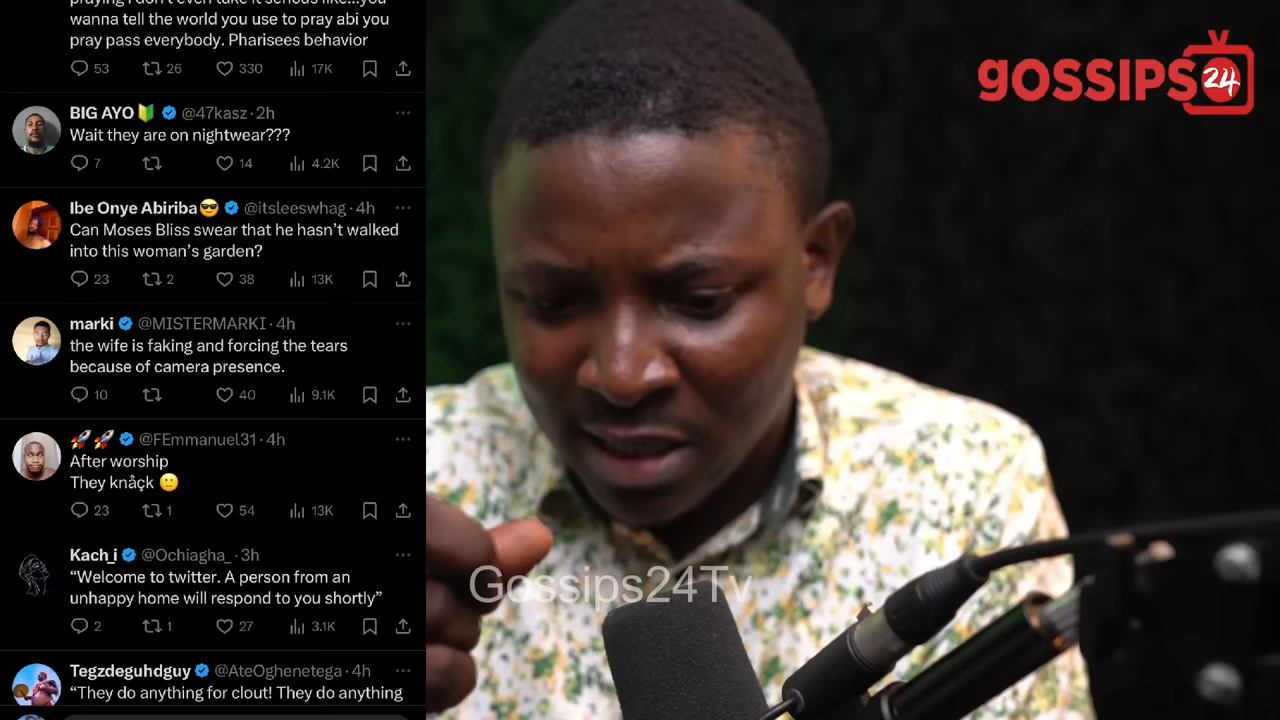 praying I don't even take it serious like...you
wanna tell the world you use to pray abi you
pray pass everybody. Pharisees behavior
53 26 330 17K
BIG AYO🔰 @47kasz · 2h
Wait they are on nightwear???
7 14 4.2K
Ibe Onye Abiriba😎 @itsleeswhag · 4h
Can Moses Bliss swear that he hasn't walked
into this woman's garden?
23 2 38 13K
marki @MISTERMARKI · 4h
the wife is faking and forcing the tears
because of camera presence.
10 40 9.1K
🚀🚀 @FEmmanuel31 · 4h
After worship
They knåçk 🙂
23 1 54 13K
Kach_i @Ochiagha_ · 3h
“Welcome to twitter. A person from an
unhappy home will respond to you shortly”
2 1 27 3.1K
Tegzdeguhdguy @AteOghenetega · 4h
“They do anything for clout! They do anything
gOSSIPS 24
Gossips24Tv